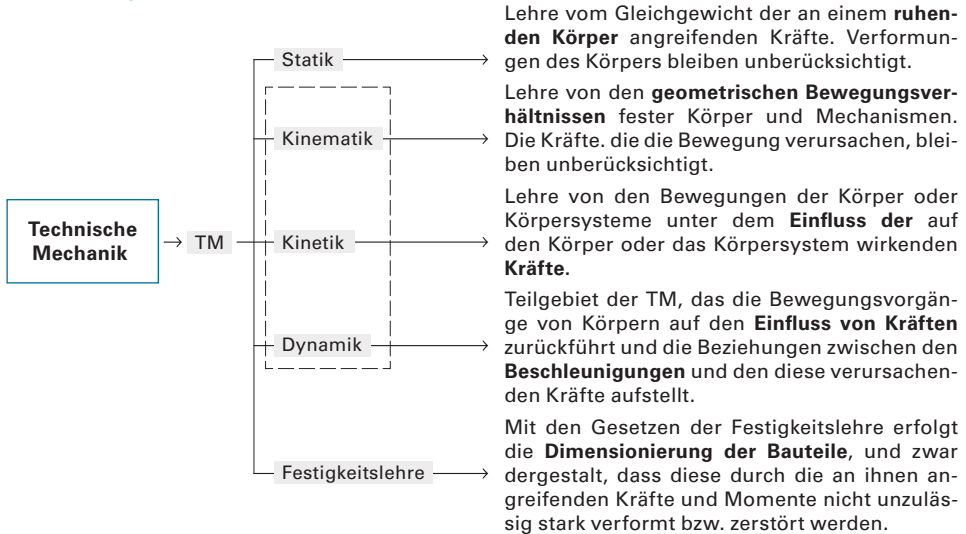 Lehre vom Gleichgewicht der an einem ruhen-
den Körper angreifenden Kräfte. Verformun-
Statik
gen des Körpers bleiben unberücksichtigt.
Lehre von den geometrischen Bewegungsver-
hältnissen fester Körper und Mechanismen.
Kinematik
Die Kräfte. die die Bewegung verursachen, blei-
ben unberücksichtigt.
Lehre von den Bewegungen der Körper oder
Körpersysteme unter dem Einfluss der auf
Technische
Mechanik
TM
Kinetik
den Körper oder das Körpersystem wirkenden
Kräfte.
Teilgebiet der TM, das die Bewegungsvorgän-
ge von Körpern auf den Einfluss von Kräften
Dynamik
zurückführt und die Beziehungen zwischen den
Beschleunigungen und den diese verursachen-
den Kräfte aufstellt.
Mit den Gesetzen der Festigkeitslehre erfolgt
die Dimensionierung der Bauteile, und zwar
Festigkeitslehre
dergestalt, dass diese durch die an ihnen an-
greifenden Kräfte und Momente nicht unzuläs-
sig stark verformt bzw. zerstört werden.